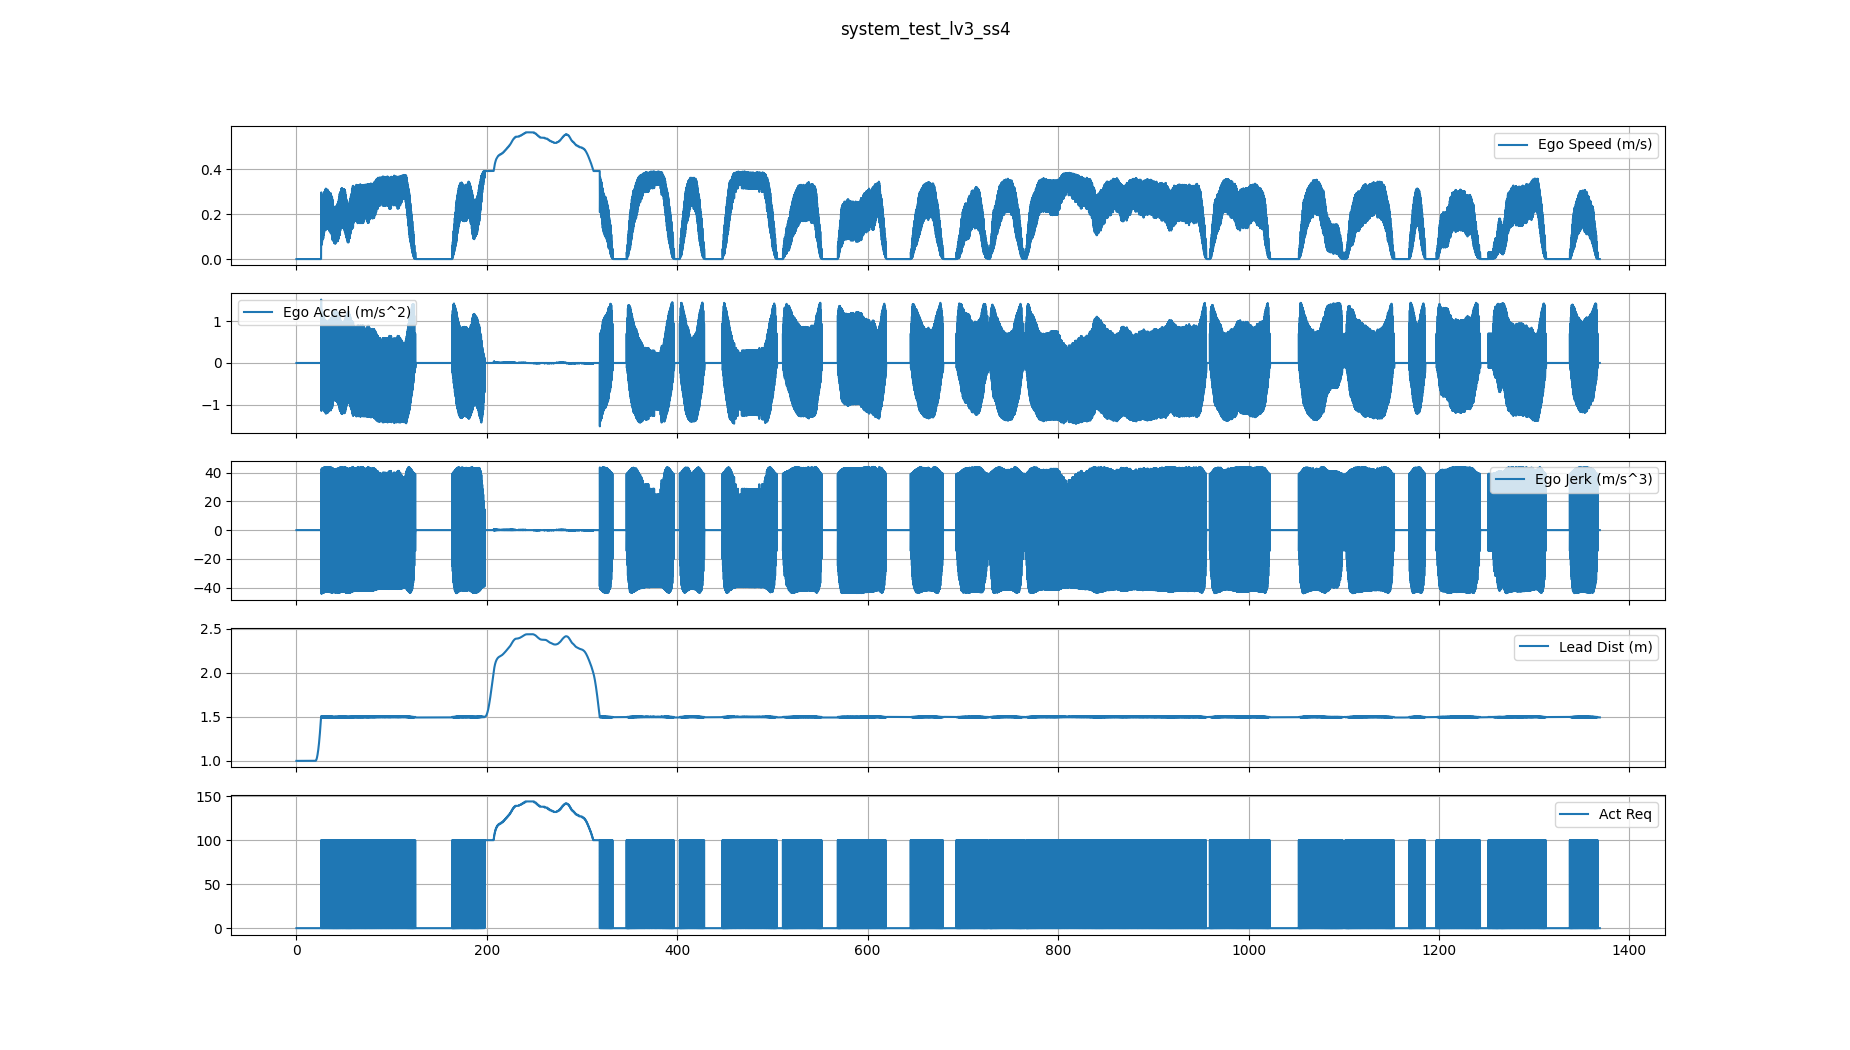 system_test_lv3_ss4
0.4
0.2
0.0
Ego Speed (m/s)
1
0
−1
Ego Accel (m/s^2)
40
20
0
−20
−40
Ego Jerk (m/s^3)
2.5
2.0
1.5
1.0
Lead Dist (m)
150
100
50
0
Act Req
0 200 400 600 800 1000 1200 1400